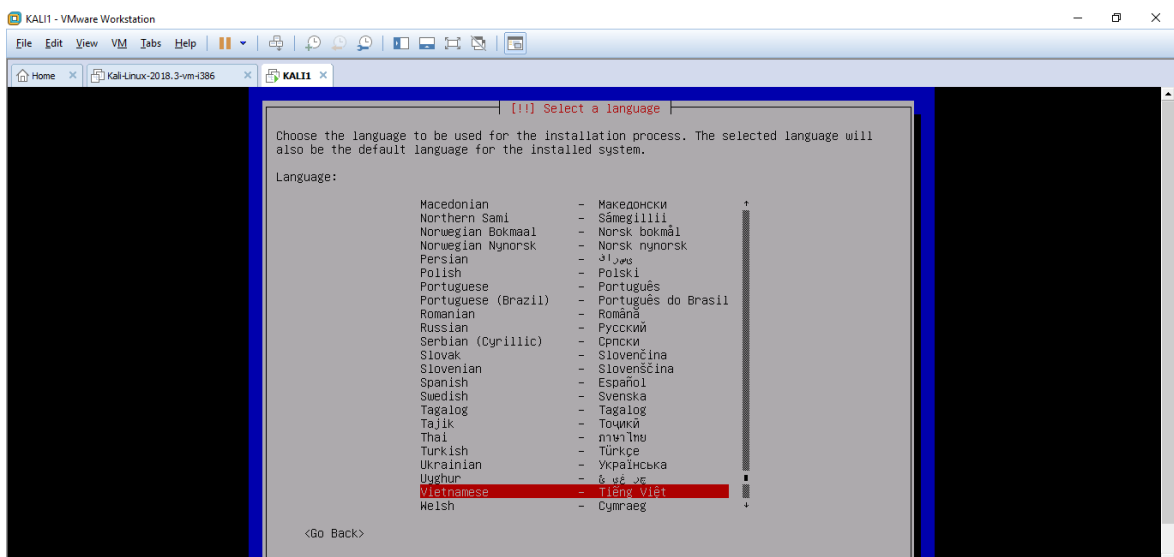 KALI1 - VMware Workstation
File Edit View VM Tabs Help
Home Kali-Linux-2018.3-vm-i386 KALI1
[!!] Select a language
Choose the language to be used for the installation process. The selected language will
also be the default language for the installed system.
Language:
Macedonian - Македонски
Northern Sami - Sámegillii
Norwegian Bokmaal - Norsk bokmål
Norwegian Nynorsk - Norsk nynorsk
Persian -
Polish - Polski
Portuguese - Português
Portuguese (Brazil) - Português do Brasil
Romanian - Română
Russian - Русский
Serbian (Cyrillic) - Српски
Slovak - Slovenčina
Slovenian - Slovenščina
Spanish - Español
Swedish - Svenska
Tagalog - Tagalog
Tajik - Тоҷикӣ
Thai - ภาษาไทย
Turkish - Türkçe
Ukrainian - Українська
Uyghur -
Vietnamese - Tiếng Việt
Welsh - Cymraeg
<Go Back>